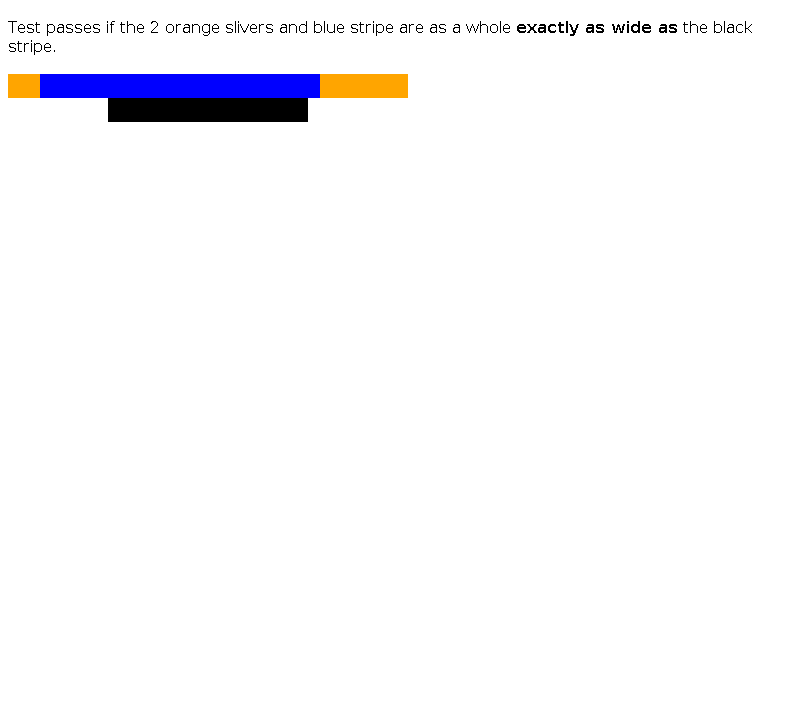 Test passes if the 2 orange slivers and blue stripe are as a whole exactly as wide as the black
stripe.